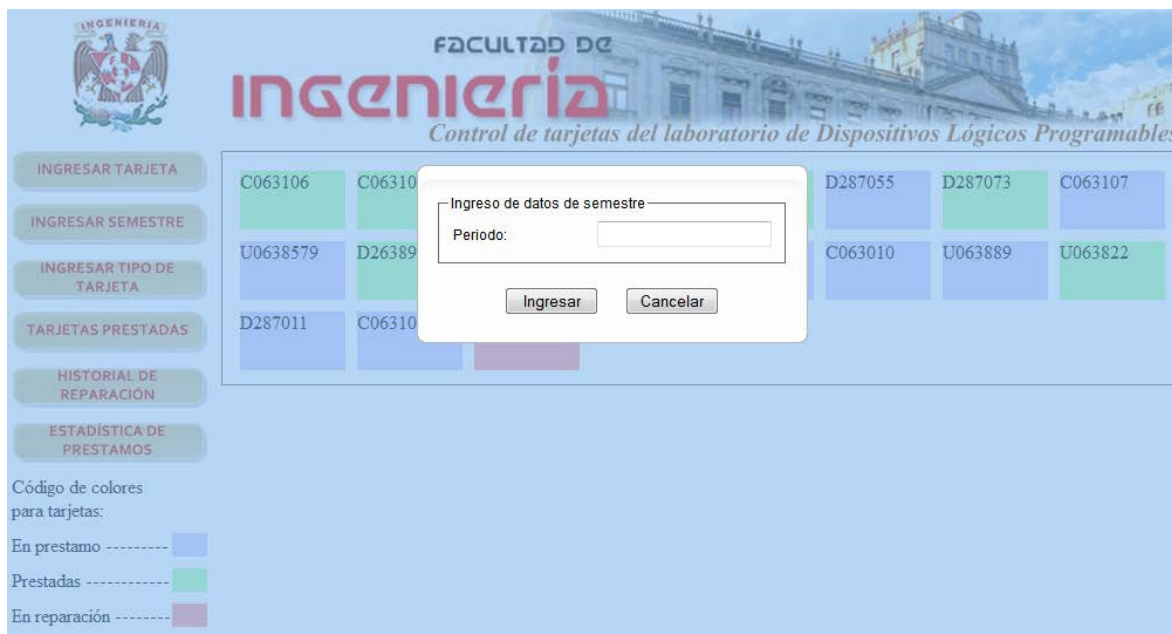 INGENIERIA
FACULTAD DE
INGENIERÍA
Control de tarjetas del laboratorio de Dispositivos Lógicos Programables
INGRESAR TARJETA
INGRESAR SEMESTRE
INGRESAR TIPO DE
TARJETA
TARJETAS PRESTADAS
HISTORIAL DE
REPARACIÓN
ESTADÍSTICA DE
PRESTAMOS
Código de colores
para tarjetas:
En prestamo ---------
Prestadas ------------
En reparación --------
C063106 C06310 D287055 D287073 C063107
U0638579 D26389 C063010 U063889 U063822
D287011 C06310
Ingreso de datos de semestre
Periodo:
Ingresar Cancelar